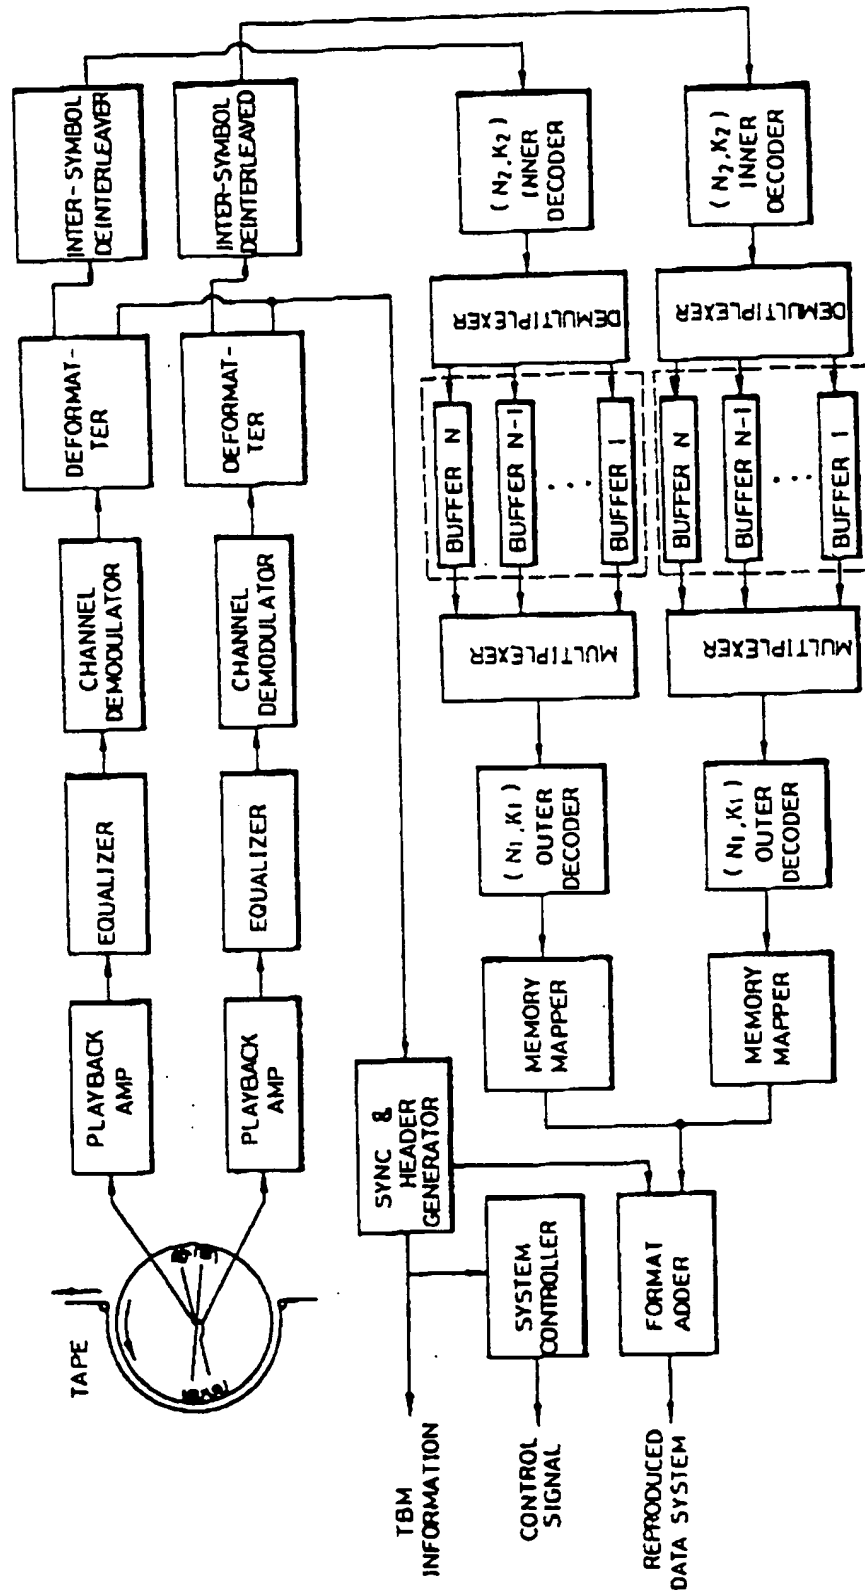 TAPE
PLAYBACK
AMP
EQUALIZER
CHANNEL
DEMODULATOR
DEFORMAT-
TER
INTER-SYMBOL
DEINTERLEAVER
PLAYBACK
AMP
EQUALIZER
CHANNEL
DEMODULATOR
DEFORMAT-
TER
INTER-SYMBOL
DEINTERLEAVED
TBM
INFORMATION
SYNC &
HEADER
GENERATOR
CONTROL
SIGNAL
SYSTEM
CONTROLLER
MEMORY
MAPPER
(N1,K1)
OUTER
DECODER
MULTIPLEXER
BUFFER N
BUFFER N-1
...
BUFFER 1
DEMULTIPLEXER
(N2,K2)
INNER
DECODER
REPRODUCED
DATA SYSTEM
FORMAT
ADDER
MEMORY
MAPPER
(N1,K1)
OUTER
DECODER
MULTIPLEXER
BUFFER N
BUFFER N-1
...
BUFFER 1
DEMULTIPLEXER
(N2,K2)
INNER
DECODER